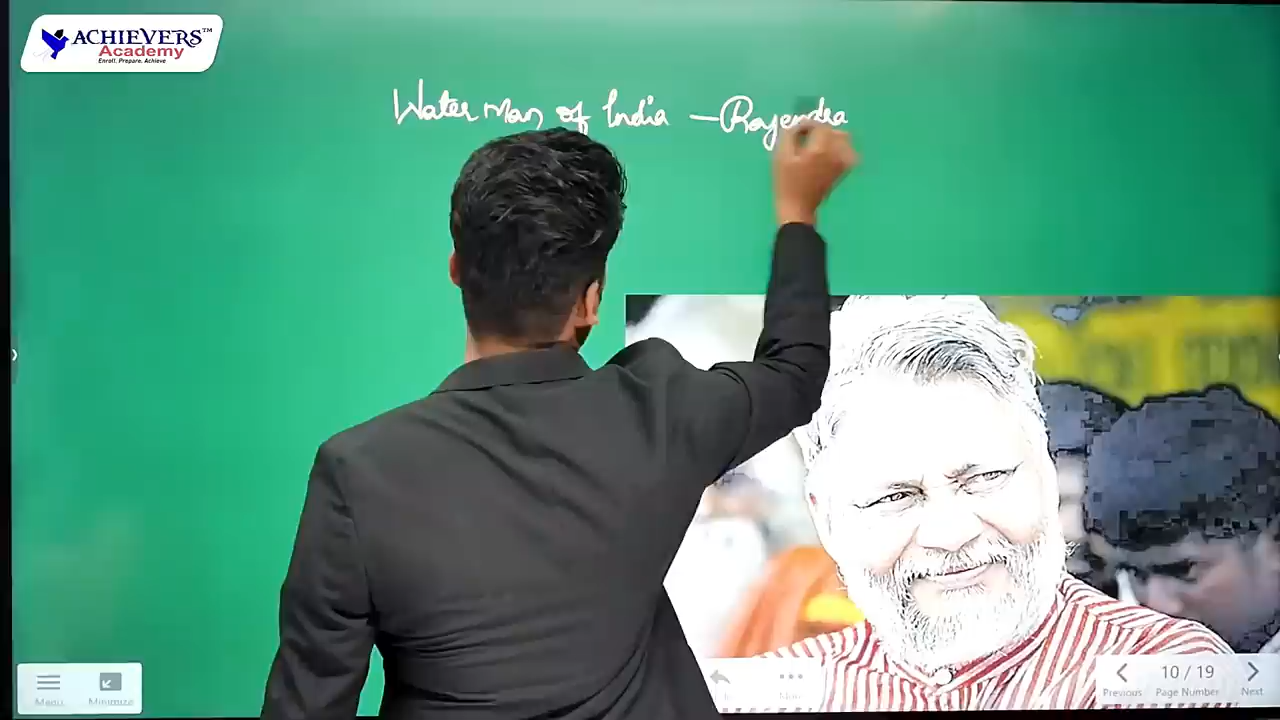 ACHIEVERS™
Academy
Enroll. Prepare. Achieve
Water Man of India – Rajendra
Menu
Minimize
Previous
10 / 19
Page Number
Next